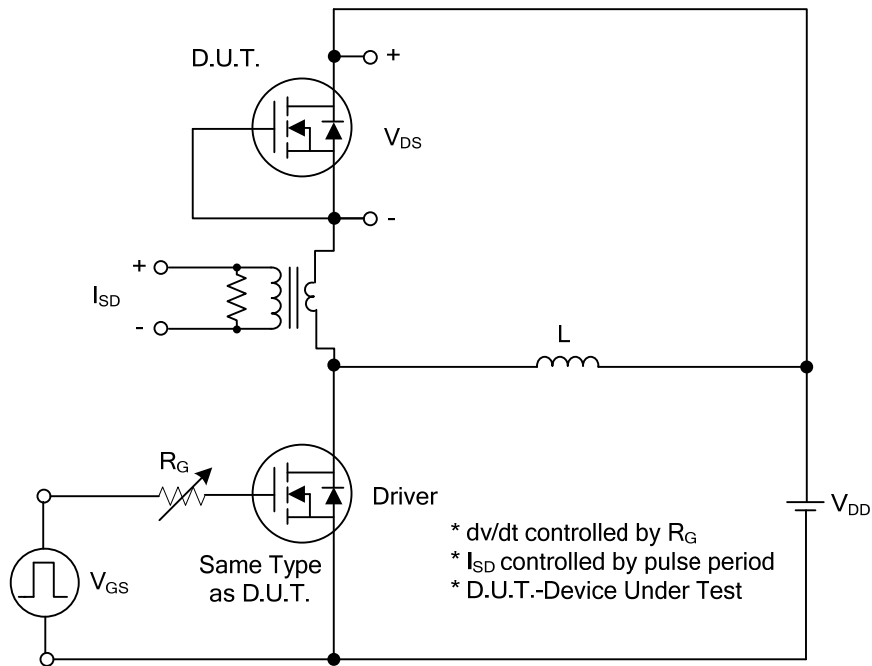 D.U.T.
+
VDS
-
+
ISD
-
L
RG
Driver
VDD
VGS
Same Type
as D.U.T.
* dv/dt controlled by RG
* ISD controlled by pulse period
* D.U.T.-Device Under Test